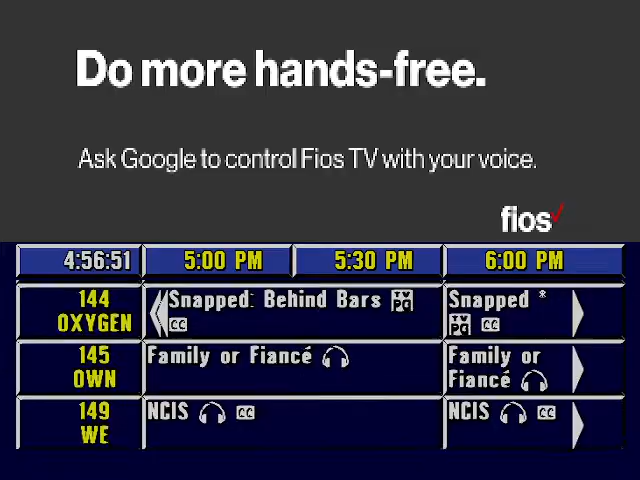 Do more hands-free.
Ask Google to control Fios TV with your voice.
fios
4:56:51 5:00 PM 5:30 PM 6:00 PM
144 Snapped: Behind Bars TV PG Snapped *
OXYGEN CC TV PG CC
145 Family or Fiancé Family or
OWN Fiancé
149 NCIS CC NCIS CC
WE